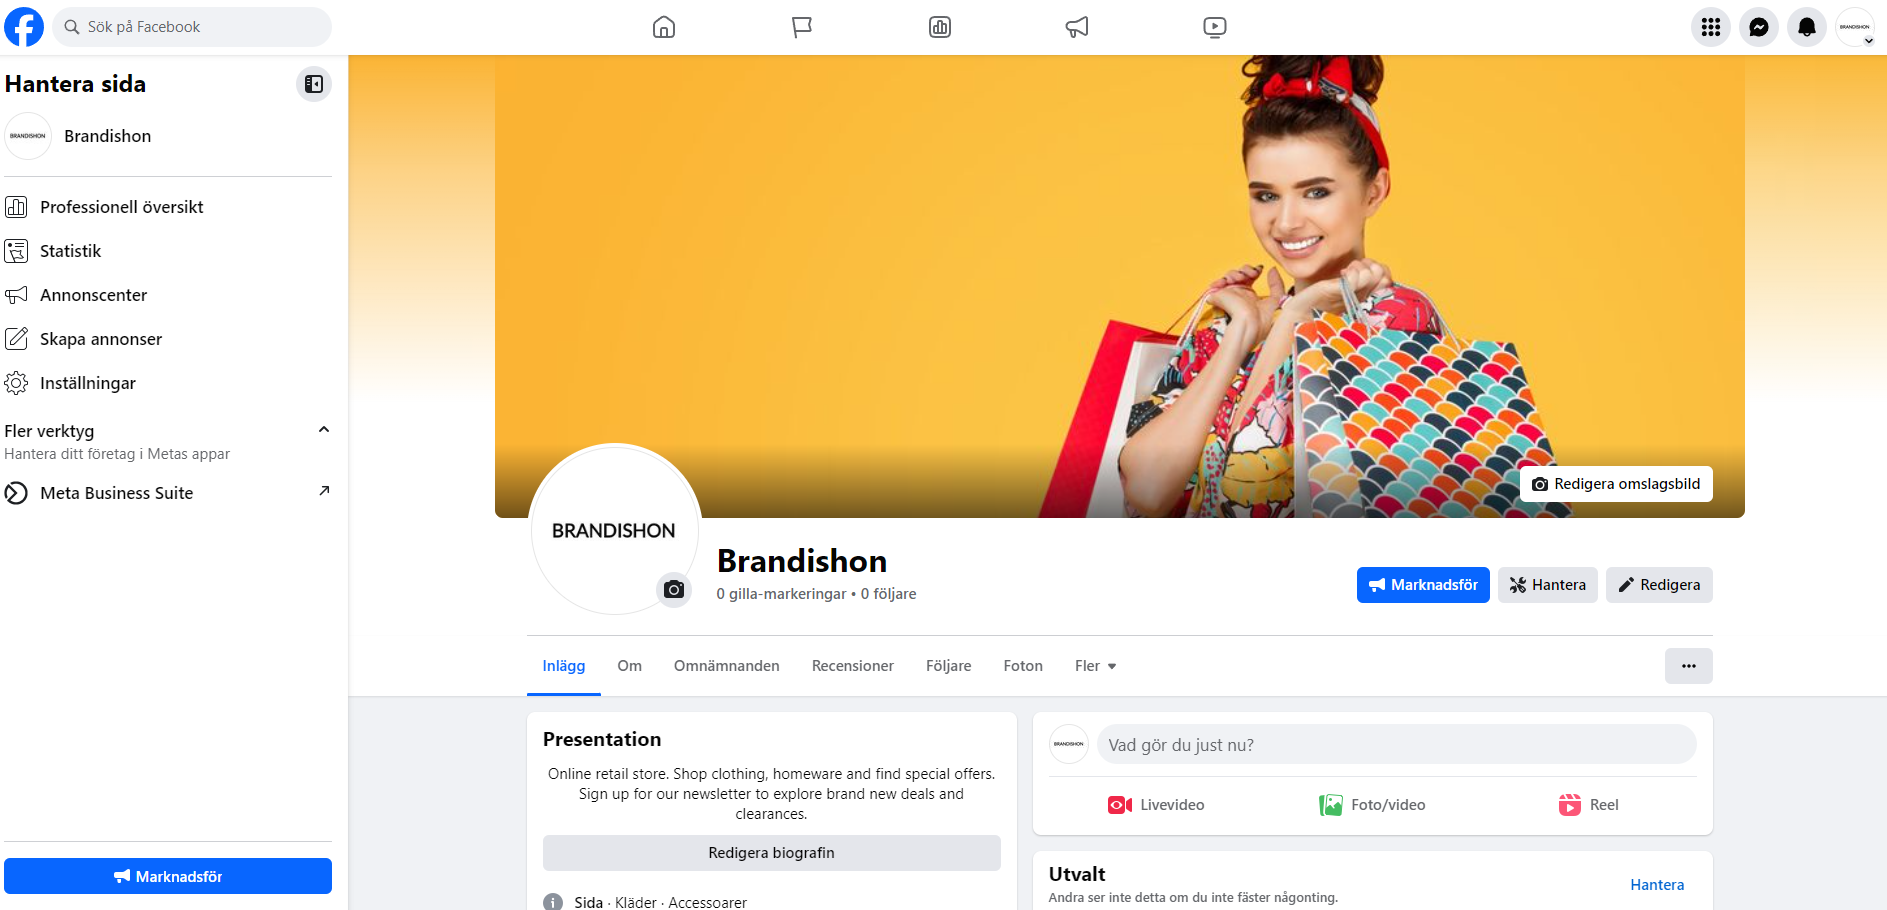 Sök på Facebook
BRANDISHON
Hantera sida
BRANDISHON
Brandishon
Professionell översikt
Statistik
Annonscenter
Skapa annonser
Inställningar
Fler verktyg
Hantera ditt företag i Metas appar
Meta Business Suite
Marknadsför
Redigera omslagsbild
BRANDISHON
Brandishon
0 gilla-markeringar • 0 följare
Marknadsför
Hantera
Redigera
Inlägg
Om
Omnämnanden
Recensioner
Följare
Foton
Fler
Presentation
Online retail store. Shop clothing, homeware and find special offers.
Sign up for our newsletter to explore brand new deals and
clearances.
Redigera biografin
Sida · Kläder · Accessoarer
BRANDISHON
Vad gör du just nu?
Livevideo
Foto/video
Reel
Utvalt
Andra ser inte detta om du inte fäster någonting.
Hantera